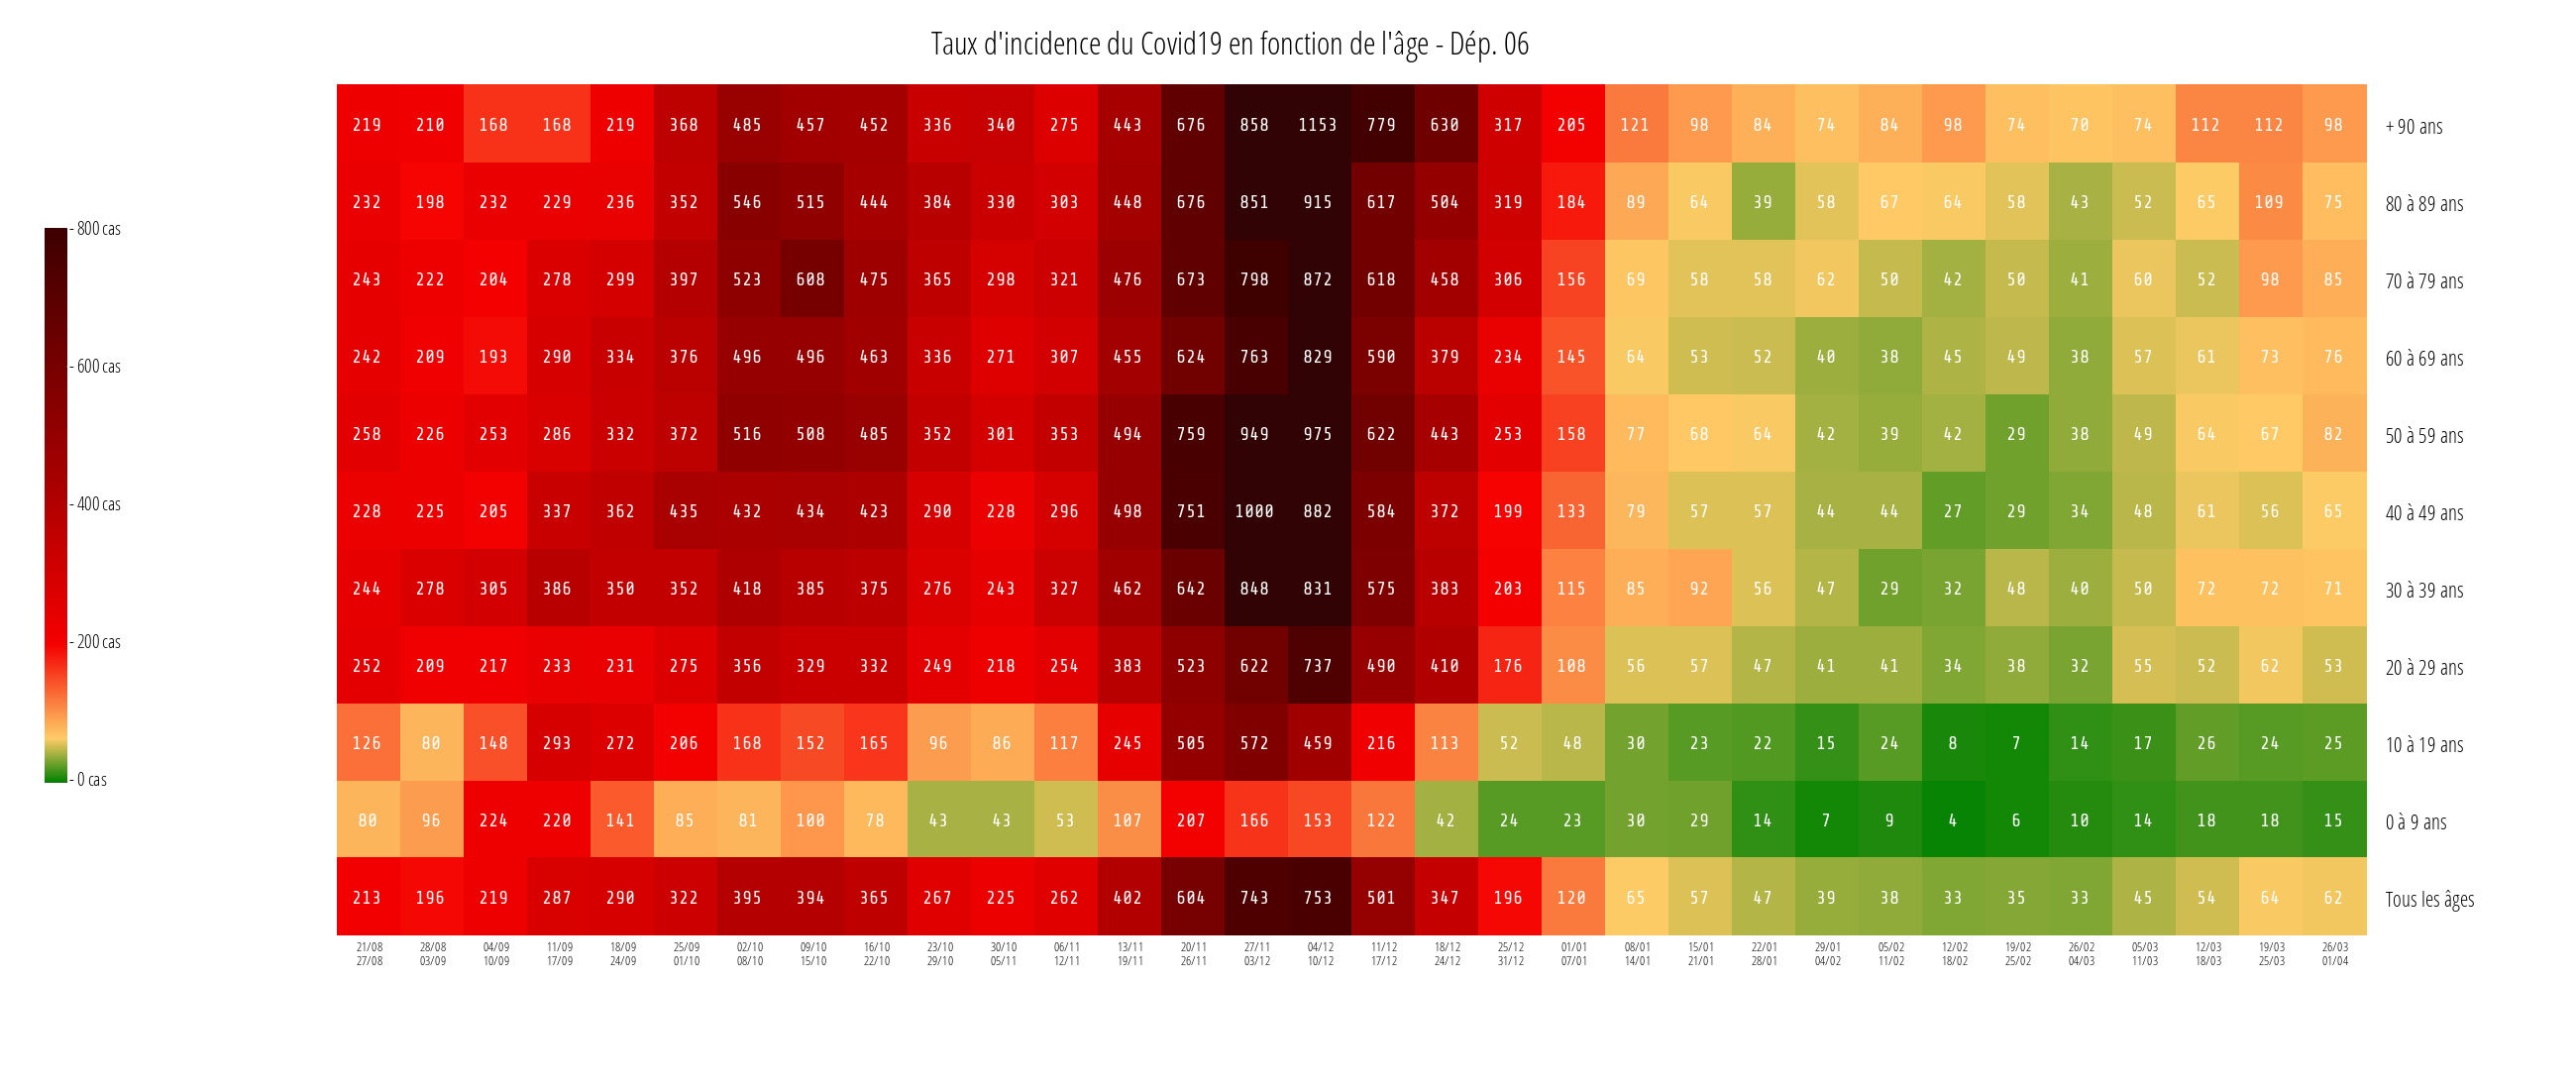 Taux d'incidence du Covid19 en fonction de l'âge - Dép. 06
219 210 168 168 219 368 485 457 452 336 340 275 443 676 858 1153 779 630 317 205 121 98 84 74 84 98 74 70 74 112 112 98 + 90 ans
232 198 232 229 236 352 546 515 444 384 330 303 448 676 851 915 617 504 319 184 89 64 39 58 67 64 58 43 52 65 109 75 80 à 89 ans
- 800 cas
243 222 204 278 299 397 523 608 475 365 298 321 476 673 798 872 618 458 306 156 69 58 58 62 50 42 50 41 60 52 98 85 70 à 79 ans
242 209 193 290 334 376 496 496 463 336 271 307 455 624 763 829 590 379 234 145 64 53 52 40 38 45 49 38 57 61 73 76 60 à 69 ans
- 600 cas
258 226 253 286 332 372 516 508 485 352 301 353 494 759 949 975 622 443 253 158 77 68 64 42 39 42 29 38 49 64 67 82 50 à 59 ans
- 400 cas
228 225 205 337 362 435 432 434 423 290 228 296 498 751 1000 882 584 372 199 133 79 57 57 44 44 27 29 34 48 61 56 65 40 à 49 ans
244 278 305 386 350 352 418 385 375 276 243 327 462 642 848 831 575 383 203 115 85 92 56 47 29 32 48 40 50 72 72 71 30 à 39 ans
- 200 cas
252 209 217 233 231 275 356 329 332 249 218 254 383 523 622 737 490 410 176 108 56 57 47 41 41 34 38 32 55 52 62 53 20 à 29 ans
126 80 148 293 272 206 168 152 165 96 86 117 245 505 572 459 216 113 52 48 30 23 22 15 24 8 7 14 17 26 24 25 10 à 19 ans
- 0 cas
80 96 224 220 141 85 81 100 78 43 43 53 107 207 166 153 122 42 24 23 30 29 14 7 9 4 6 10 14 18 18 15 0 à 9 ans
213 196 219 287 290 322 395 394 365 267 225 262 402 604 743 753 501 347 196 120 65 57 47 39 38 33 35 33 45 54 64 62 Tous les âges
21/08 28/08 04/09 11/09 18/09 25/09 02/10 09/10 16/10 23/10 30/10 06/11 13/11 20/11 27/11 04/12 11/12 18/12 25/12 01/01 08/01 15/01 22/01 29/01 05/02 12/02 19/02 26/02 05/03 12/03 19/03 26/03
27/08 03/09 10/09 17/09 24/09 01/10 08/10 15/10 22/10 29/10 05/11 12/11 19/11 26/11 03/12 10/12 17/12 24/12 31/12 07/01 14/01 21/01 28/01 04/02 11/02 18/02 25/02 04/03 11/03 18/03 25/03 01/04